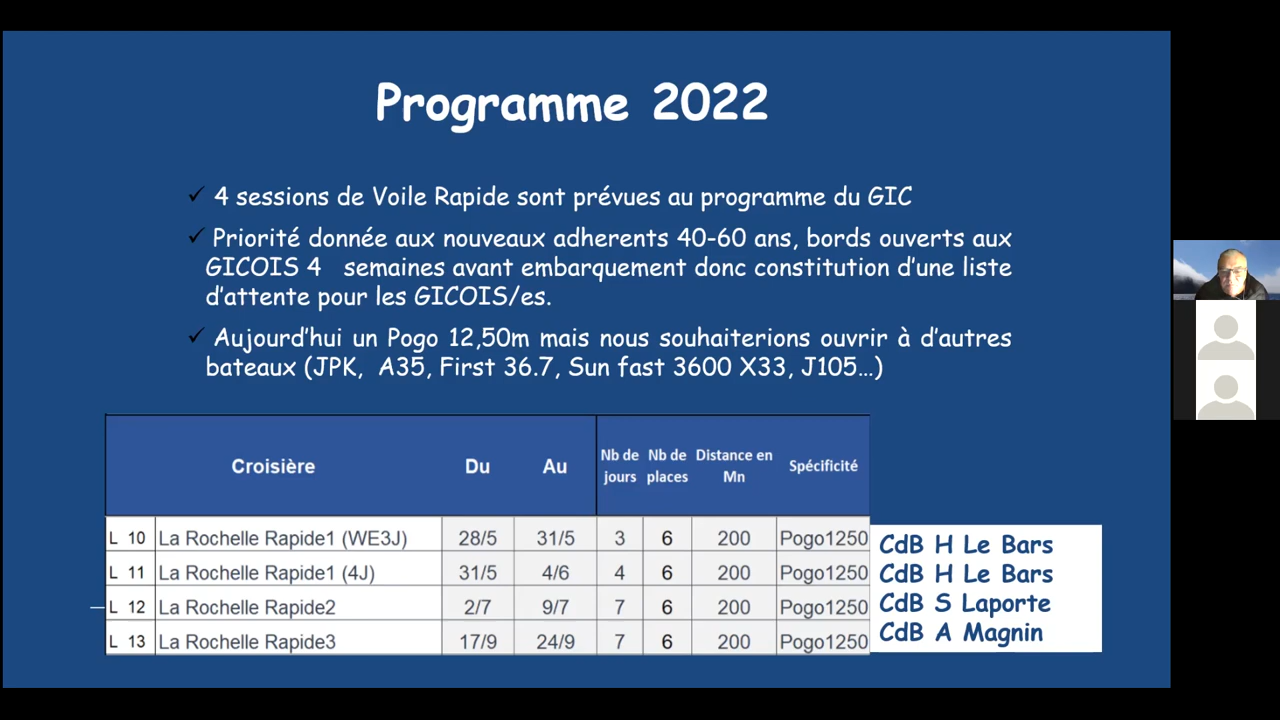 Programme 2022
4 sessions de Voile Rapide sont prévues au programme du GIC
Priorité donnée aux nouveaux adherents 40-60 ans, bords ouverts aux
GICOIS 4 semaines avant embarquement donc constitution d'une liste
d'attente pour les GICOIS/es.
Aujourd'hui un Pogo 12,50m mais nous souhaiterions ouvrir à d'autres
bateaux (JPK, A35, First 36.7, Sun fast 3600 X33, J105…)
Croisière Du Au Nb de jours Nb de places Distance en Mn Spécificité
L 10 La Rochelle Rapide1 (WE3J) 28/5 31/5 3 6 200 Pogo1250 CdB H Le Bars
L 11 La Rochelle Rapide1 (4J) 31/5 4/6 4 6 200 Pogo1250 CdB H Le Bars
L 12 La Rochelle Rapide2 2/7 9/7 7 6 200 Pogo1250 CdB S Laporte
L 13 La Rochelle Rapide3 17/9 24/9 7 6 200 Pogo1250 CdB A Magnin